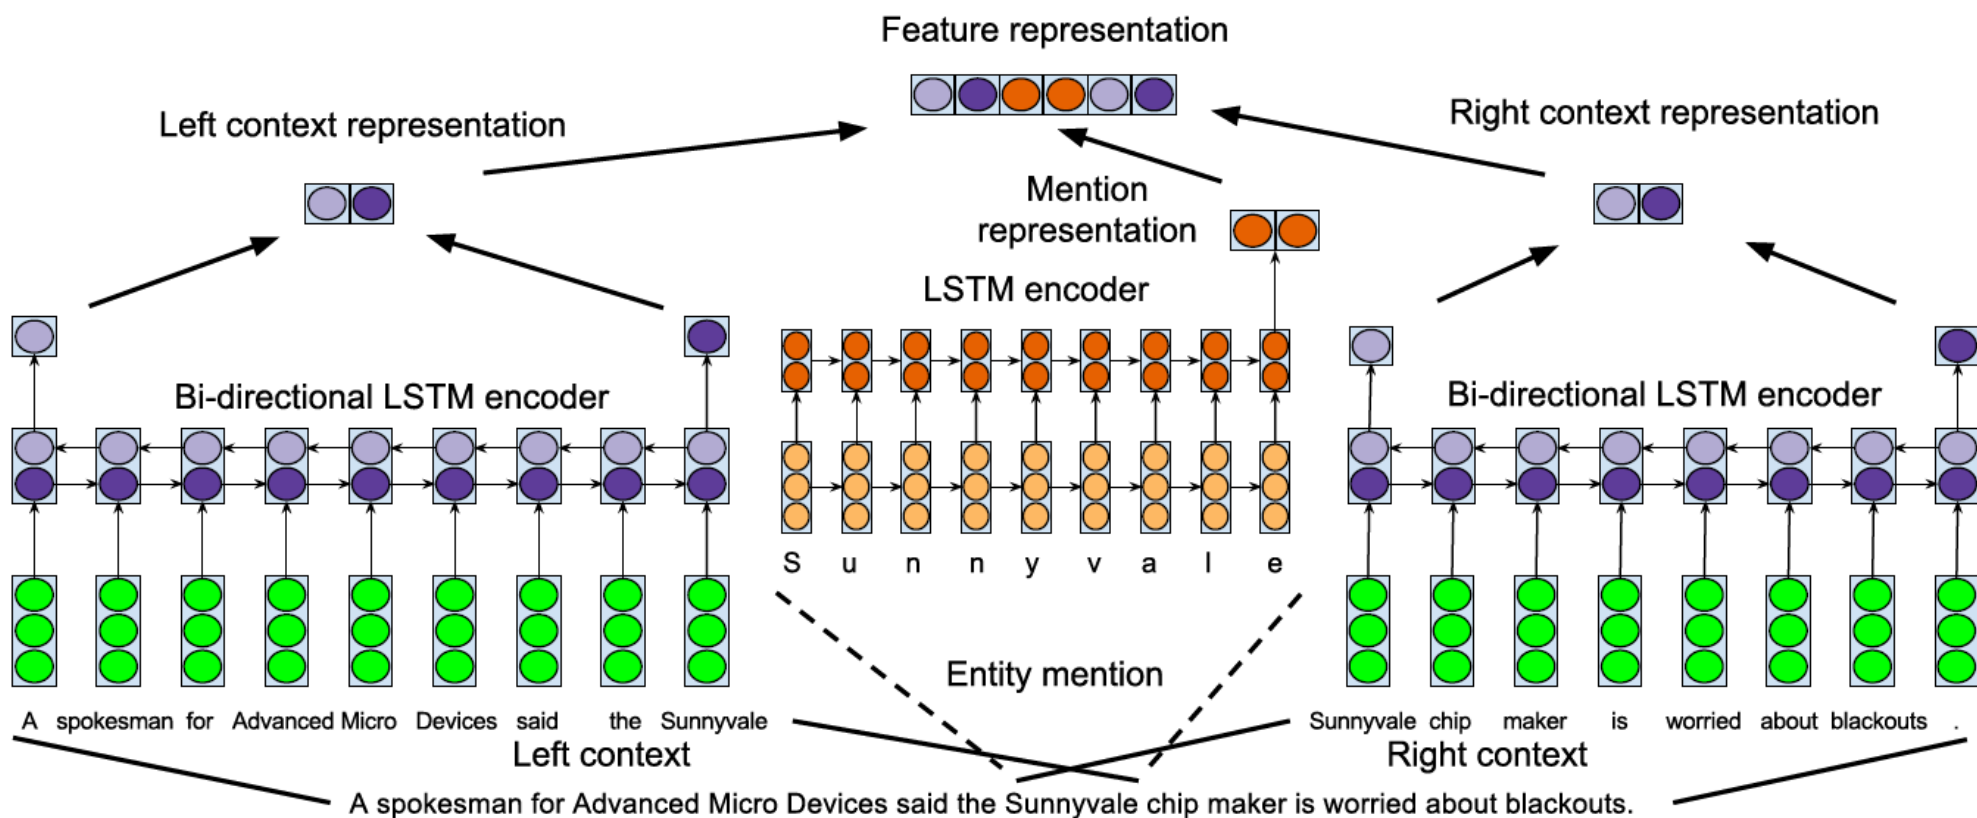 Feature representation
Left context representation
Right context representation
Mention
representation
LSTM encoder
Bi-directional LSTM encoder
Bi-directional LSTM encoder
S u n n y v a l e
Entity mention
A spokesman for Advanced Micro Devices said the Sunnyvale
Sunnyvale chip maker is worried about blackouts .
Left context
Right context
A spokesman for Advanced Micro Devices said the Sunnyvale chip maker is worried about blackouts.